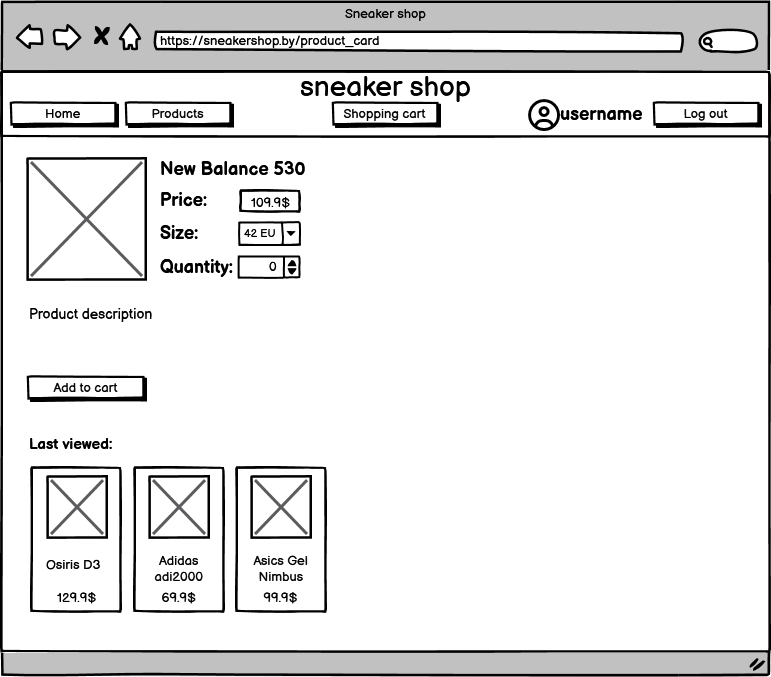 Sneaker shop
https://sneakershop.by/product_card
sneaker shop
Home
Products
Shopping cart
username
Log out
New Balance 530
Price:
109.9$
Size:
42 EU
Quantity:
0
Product description
Add to cart
Last viewed:
Osiris D3
129.9$
Adidas
adi2000
69.9$
Asics Gel
Nimbus
99.9$